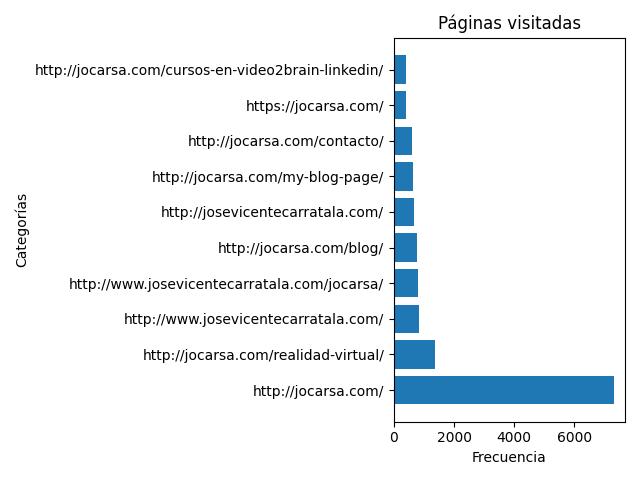 Páginas visitadas
http://jocarsa.com/cursos-en-video2brain-linkedin/
https://jocarsa.com/
http://jocarsa.com/contacto/
http://jocarsa.com/my-blog-page/
http://josevicentecarratala.com/
http://jocarsa.com/blog/
http://www.josevicentecarratala.com/jocarsa/
http://www.josevicentecarratala.com/
http://jocarsa.com/realidad-virtual/
http://jocarsa.com/
Categorías
0 2000 4000 6000
Frecuencia